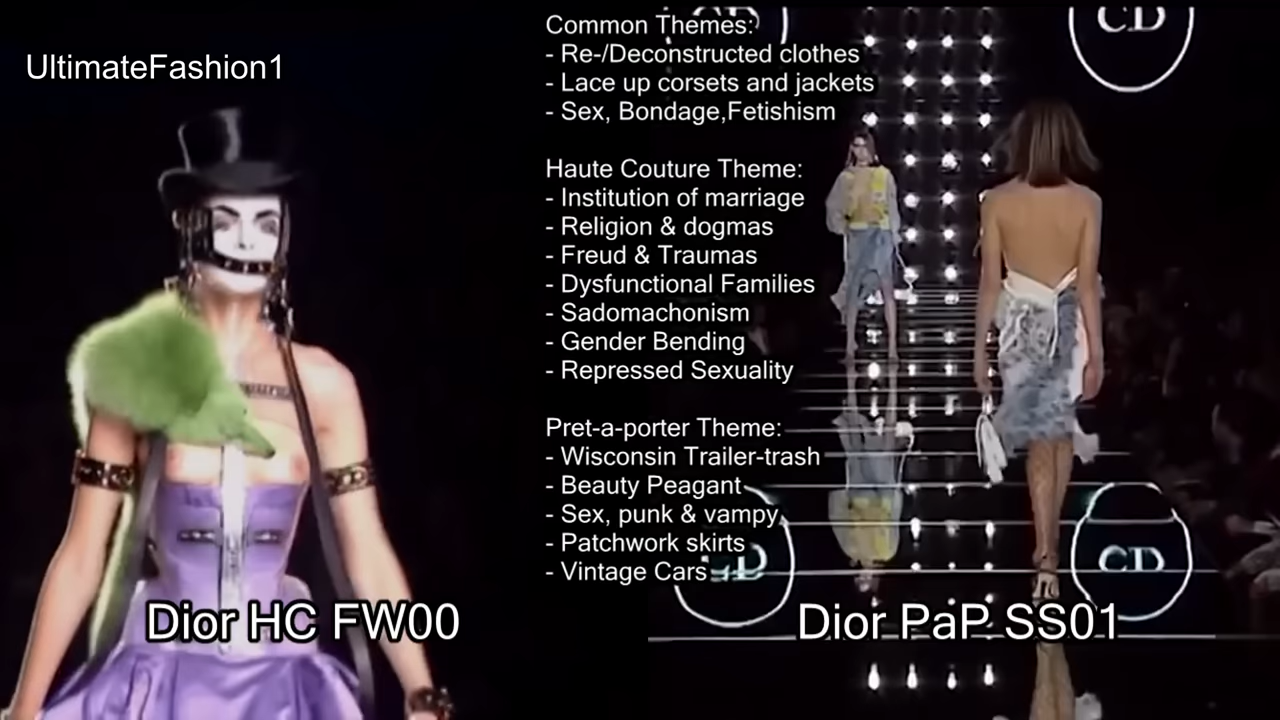 UltimateFashion1
Common Themes:
- Re-/Deconstructed clothes
- Lace up corsets and jackets
- Sex, Bondage,Fetishism
Haute Couture Theme:
- Institution of marriage
- Religion & dogmas
- Freud & Traumas
- Dysfunctional Families
- Sadomachonism
- Gender Bending
- Repressed Sexuality
Pret-a-porter Theme:
- Wisconsin Trailer-trash
- Beauty Peagant
- Sex, punk & vampy
- Patchwork skirts
- Vintage Cars
Dior HC FW00
Dior PaP SS01
CD
CD
CD